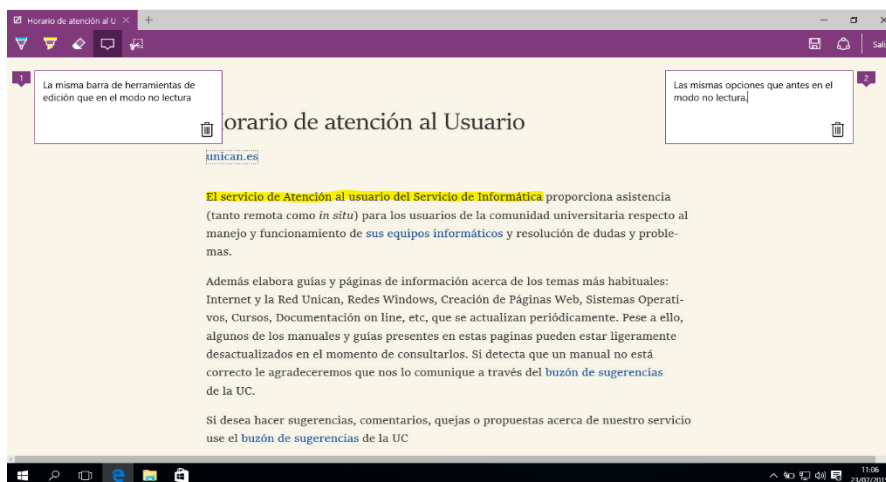 Horario de atención al U
La misma barra de herramientas de
edición que en el modo no lectura
Las mismas opciones que antes en el
modo no lectura.
1
2
Sali
orario de atención al Usuario
unican.es
El servicio de Atención al usuario del Servicio de Informática proporciona asistencia
(tanto remota como in situ) para los usuarios de la comunidad universitaria respecto al
manejo y funcionamiento de sus equipos informáticos y resolución de dudas y proble-
mas.
Además elabora guías y páginas de información acerca de los temas más habituales:
Internet y la Red Unican, Redes Windows, Creación de Páginas Web, Sistemas Operati-
vos, Cursos, Documentación on line, etc, que se actualizan periódicamente. Pese a ello,
algunos de los manuales y guías presentes en estas paginas pueden estar ligeramente
desactualizados en el momento de consultarlos. Si detecta que un manual no está
correcto le agradeceremos que nos lo comunique a través del buzón de sugerencias
de la UC.
Si desea hacer sugerencias, comentarios, quejas o propuestas acerca de nuestro servicio
use el buzón de sugerencias de la UC
11:06
23/07/201